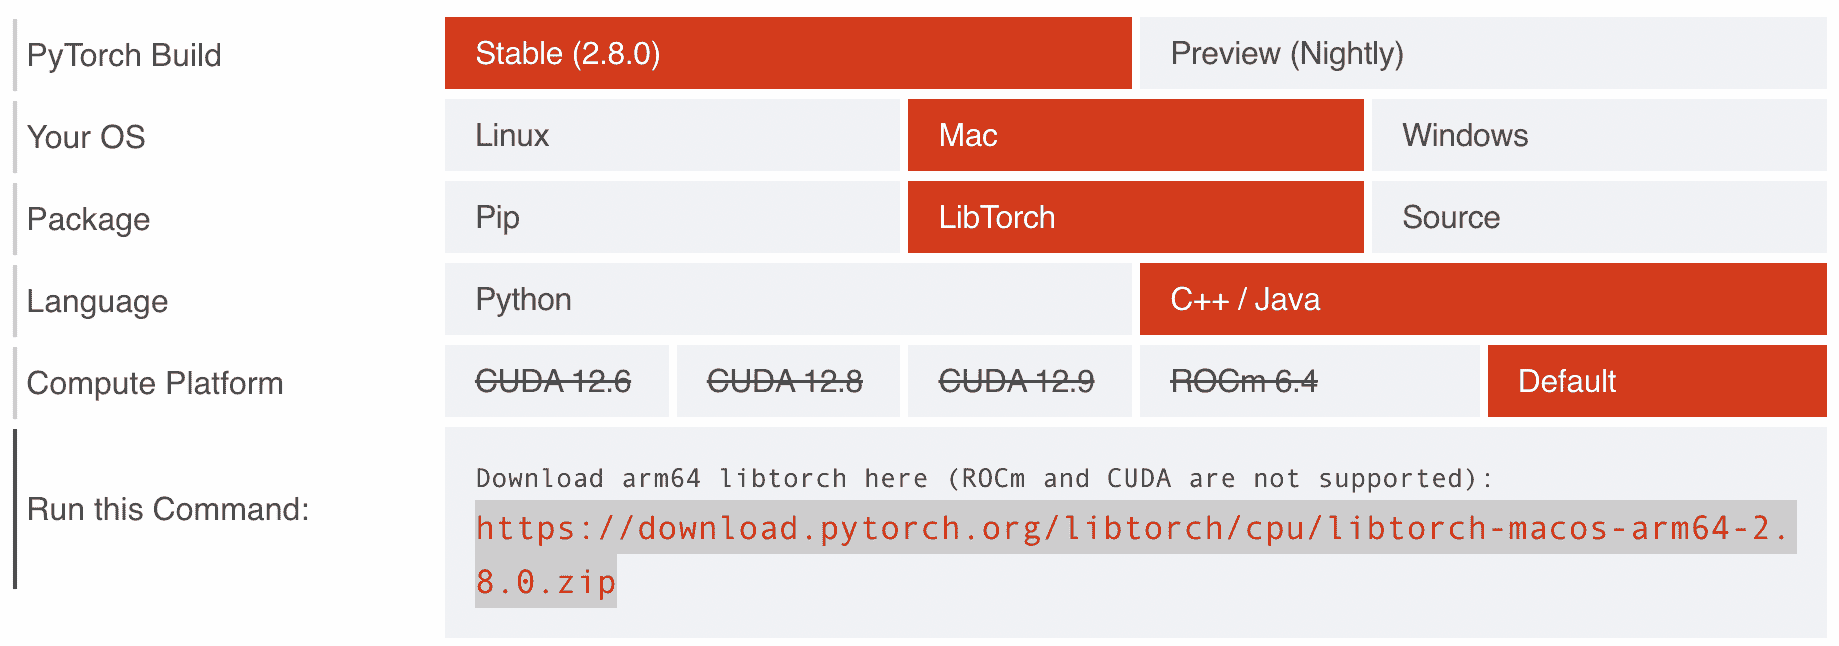 PyTorch Build
Stable (2.8.0)
Preview (Nightly)
Your OS
Linux
Mac
Windows
Package
Pip
LibTorch
Source
Language
Python
C++ / Java
Compute Platform
CUDA 12.6
CUDA 12.8
CUDA 12.9
ROCm 6.4
Default
Run this Command:
Download arm64 libtorch here (ROCm and CUDA are not supported):
https://download.pytorch.org/libtorch/cpu/libtorch-macos-arm64-2.
8.0.zip